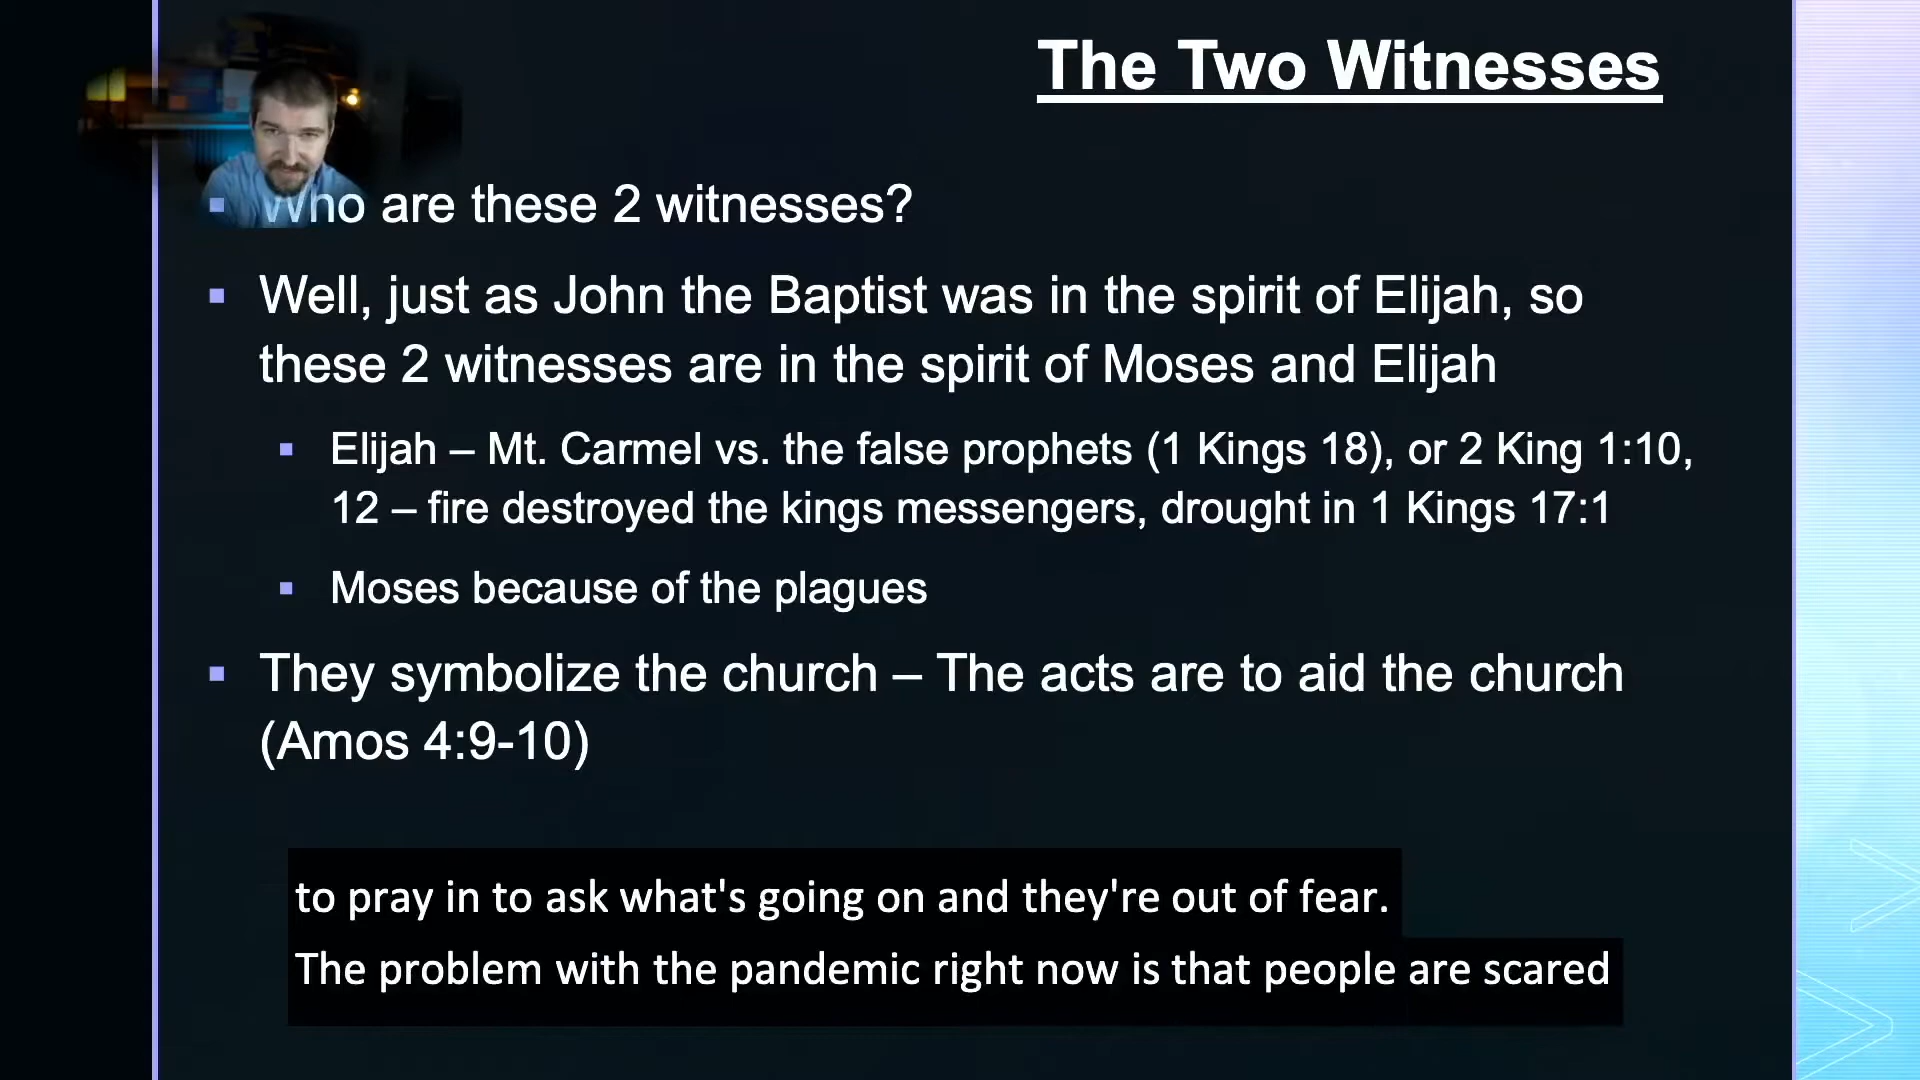 The Two Witnesses
Who are these 2 witnesses?
Well, just as John the Baptist was in the spirit of Elijah, so
these 2 witnesses are in the spirit of Moses and Elijah
Elijah – Mt. Carmel vs. the false prophets (1 Kings 18), or 2 King 1:10,
12 – fire destroyed the kings messengers, drought in 1 Kings 17:1
Moses because of the plagues
They symbolize the church – The acts are to aid the church
(Amos 4:9-10)
to pray in to ask what's going on and they're out of fear.
The problem with the pandemic right now is that people are scared